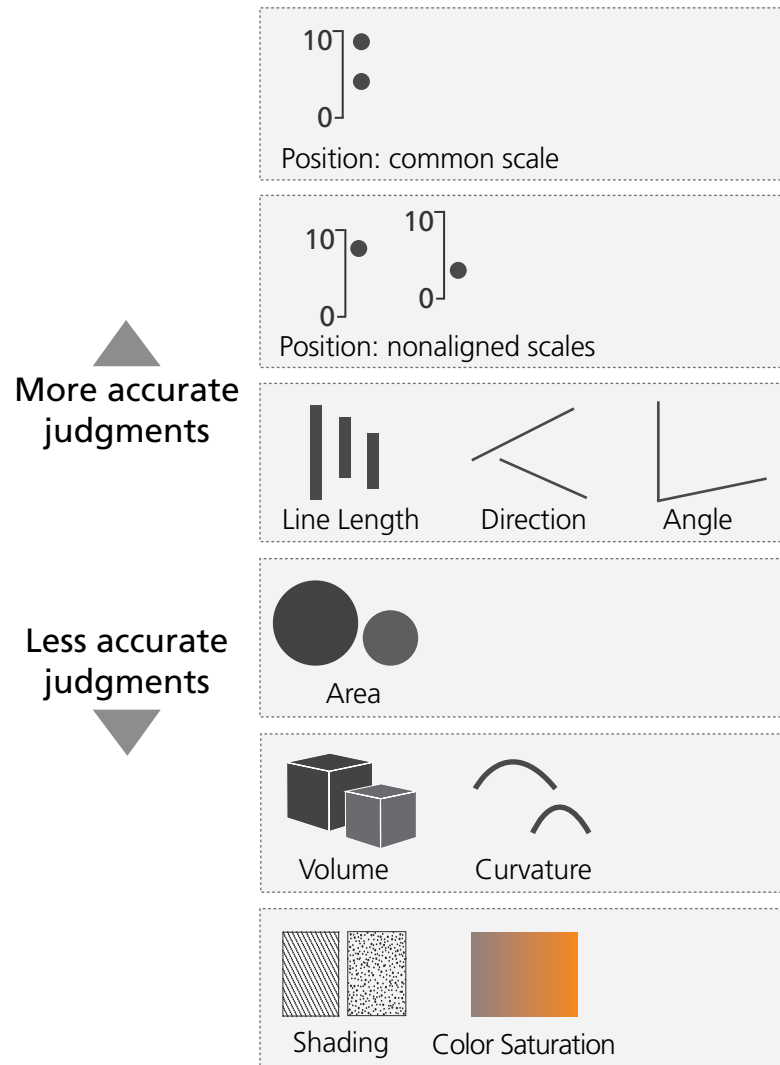 10
0
Position: common scale
10
0
10
0
Position: nonaligned scales
More accurate
judgments
Line Length
Direction
Angle
Less accurate
judgments
Area
Volume
Curvature
Shading
Color Saturation